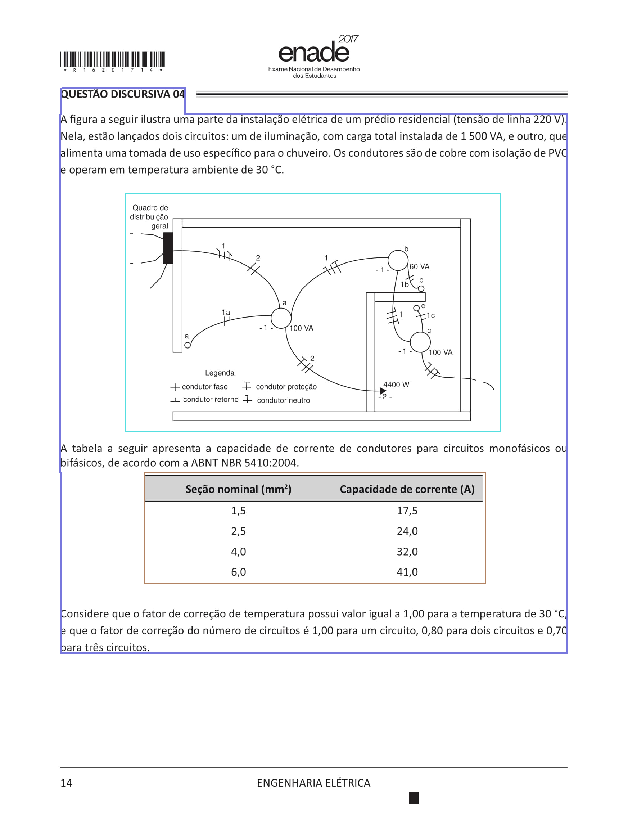 2017
enade
Exame Nacional de Desempenho
dos Estudantes
QUESTÃO DISCURSIVA 04
A figura a seguir ilustra uma parte da instalação elétrica de um prédio residencial (tensão de linha 220 V).
Nela, estão lançados dois circuitos: um de iluminação, com carga total instalada de 1 500 VA, e outro, que
alimenta uma tomada de uso específico para o chuveiro. Os condutores são de cobre com isolação de PVC
e operam em temperatura ambiente de 30 °C.
Quadro de
distribuição
geral
1
2
1
b
- 1 -
60 VA
1b
c
1a
a
- 1 -
100 VA
s
1
1c
- 1 -
100 VA
2
4400 W
- 2 -
Legenda
condutor fase
condutor proteção
condutor retorno
condutor neutro
A tabela a seguir apresenta a capacidade de corrente de condutores para circuitos monofásicos ou
bifásicos, de acordo com a ABNT NBR 5410:2004.
Seção nominal (mm²) Capacidade de corrente (A)
1,5 17,5
2,5 24,0
4,0 32,0
6,0 41,0
Considere que o fator de correção de temperatura possui valor igual a 1,00 para a temperatura de 30 °C,
e que o fator de correção do número de circuitos é 1,00 para um circuito, 0,80 para dois circuitos e 0,70
para três circuitos.
14
ENGENHARIA ELÉTRICA